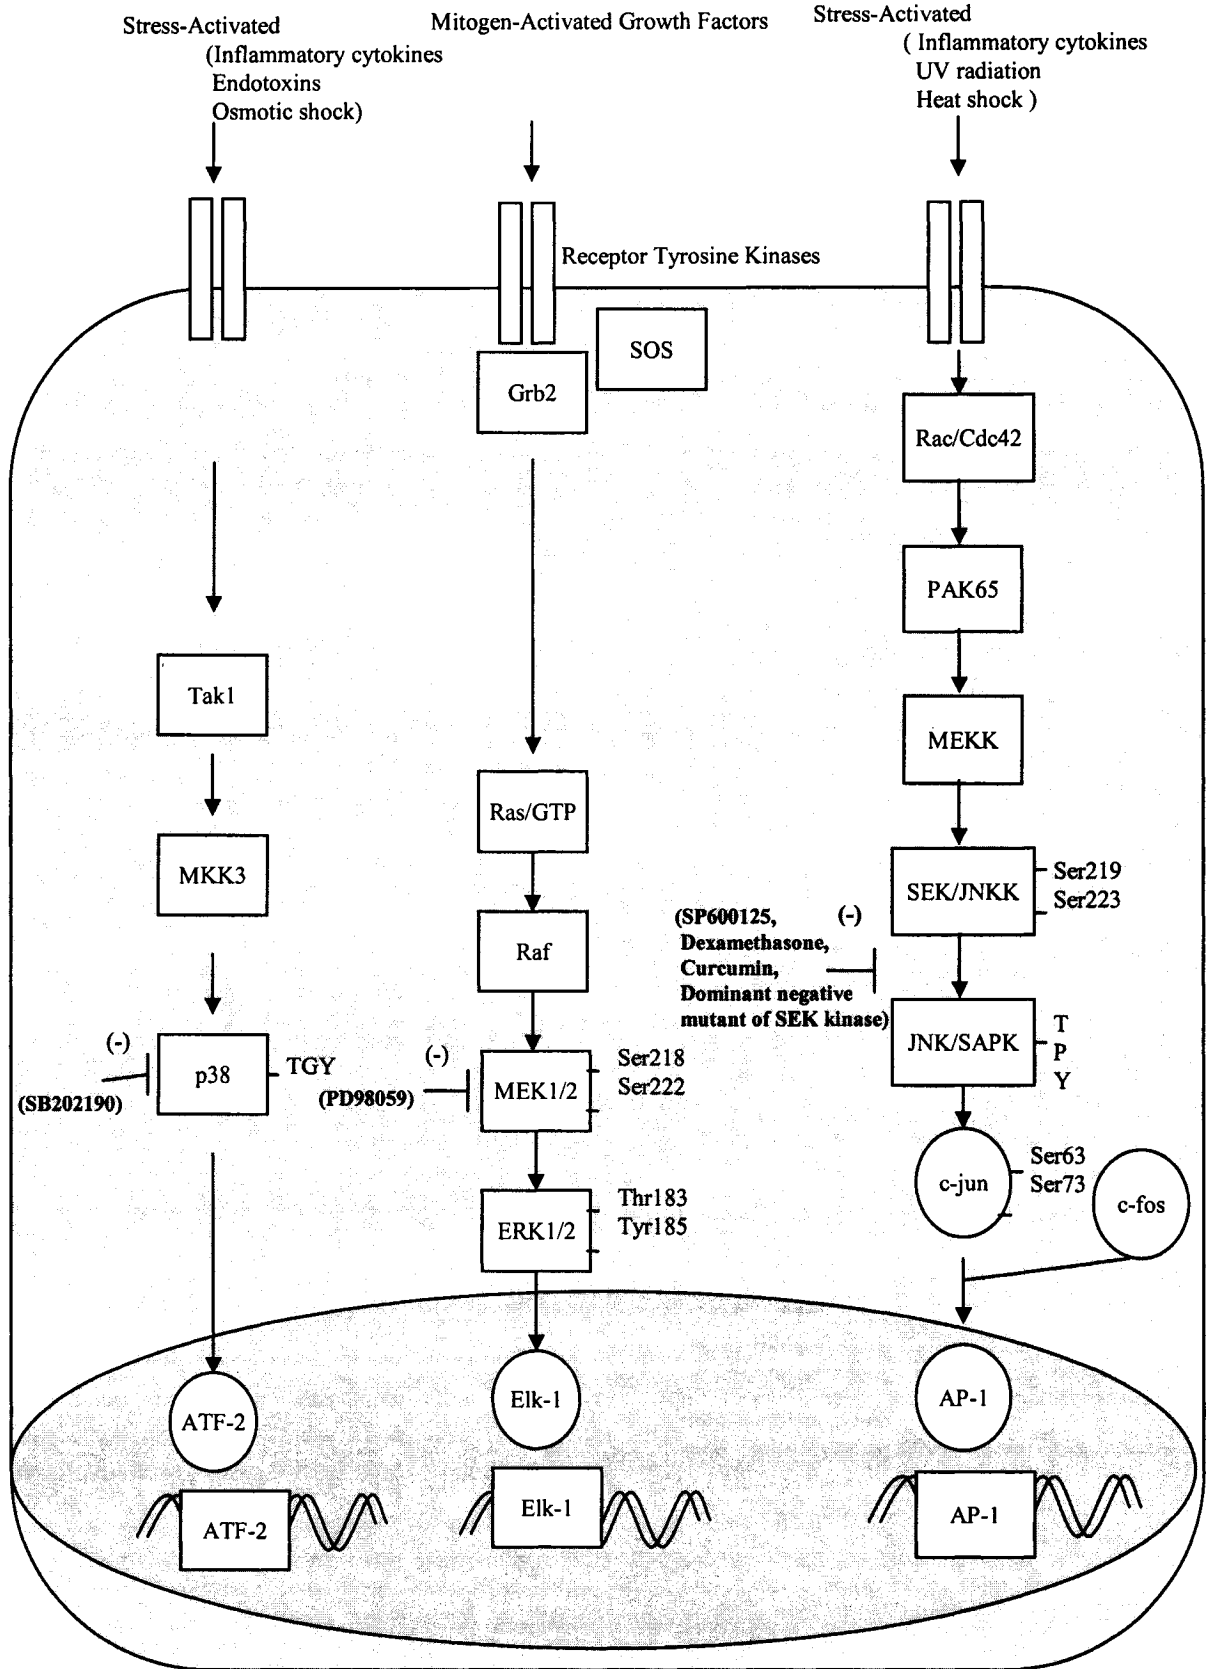 Stress-Activated
(Inflammatory cytokines
Endotoxins
Osmotic shock)
Mitogen-Activated Growth Factors
Stress-Activated
( Inflammatory cytokines
UV radiation
Heat shock )
Receptor Tyrosine Kinases
SOS
Grb2
Rac/Cdc42
PAK65
Tak1
MEKK
Ras/GTP
MKK3
SEK/JNKK
Ser219
Ser223
(SP600125,
(-)
Dexamethasone,
Curcumin,
Dominant negative
mutant of SEK kinase)
Raf
JNK/SAPK
T
P
Y
(-)
p38
TGY
(SB202190)
(-)
(PD98059)
MEK1/2
Ser218
Ser222
c-jun
Ser63
Ser73
c-fos
ERK1/2
Thr183
Tyr185
ATF-2
Elk-1
AP-1
ATF-2
Elk-1
AP-1